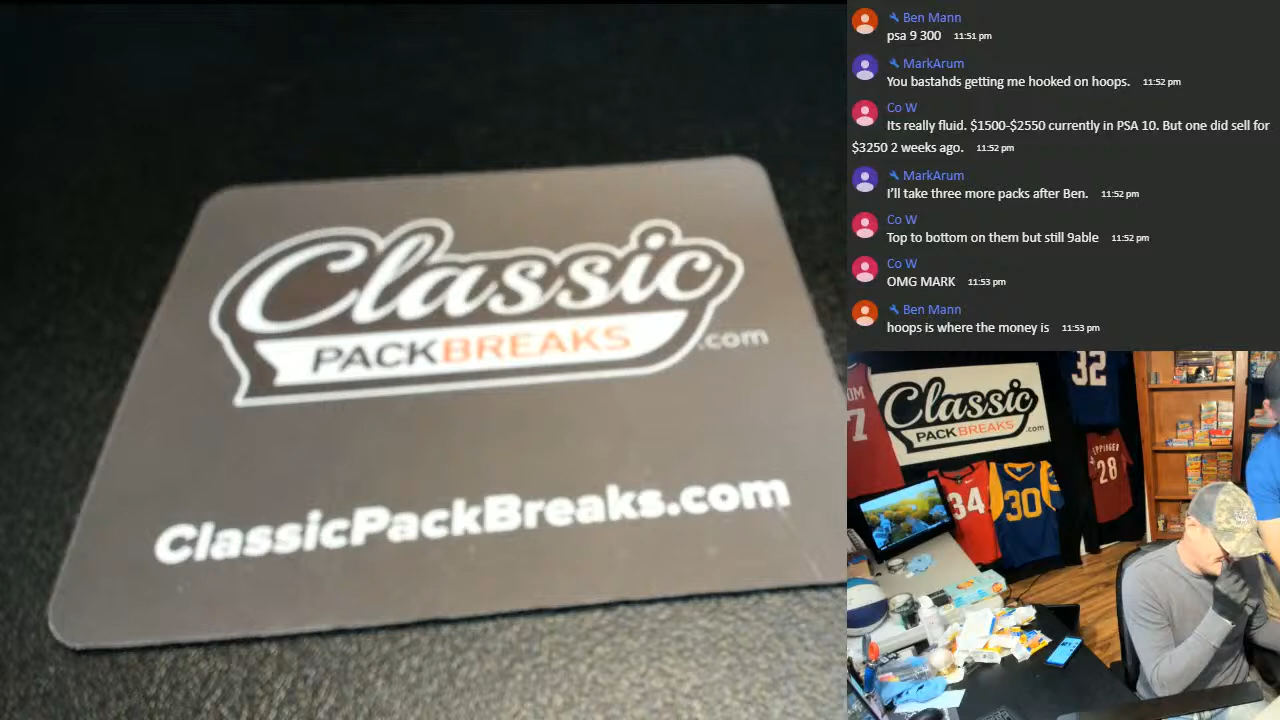 Classic
PACKBREAKS.com
ClassicPackBreaks.com
Ben Mann
psa 9 300 11:51 pm
MarkArum
You bastahds getting me hooked on hoops. 11:52 pm
Co W
Its really fluid. $1500-$2550 currently in PSA 10. But one did sell for
$3250 2 weeks ago. 11:52 pm
MarkArum
I'll take three more packs after Ben. 11:52 pm
Co W
Top to bottom on them but still 9able 11:52 pm
Co W
OMG MARK 11:53 pm
Ben Mann
hoops is where the money is 11:53 pm
Classic
PACKBREAKS.com
32
7
34
30
28